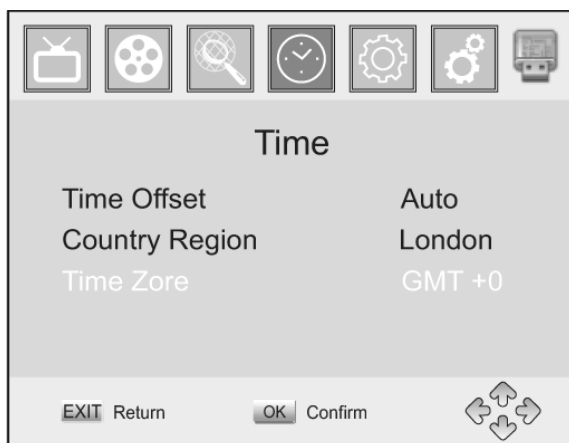 Time
Time Offset Auto
Country Region London
Time Zore GMT +0
EXIT Return OK Confirm